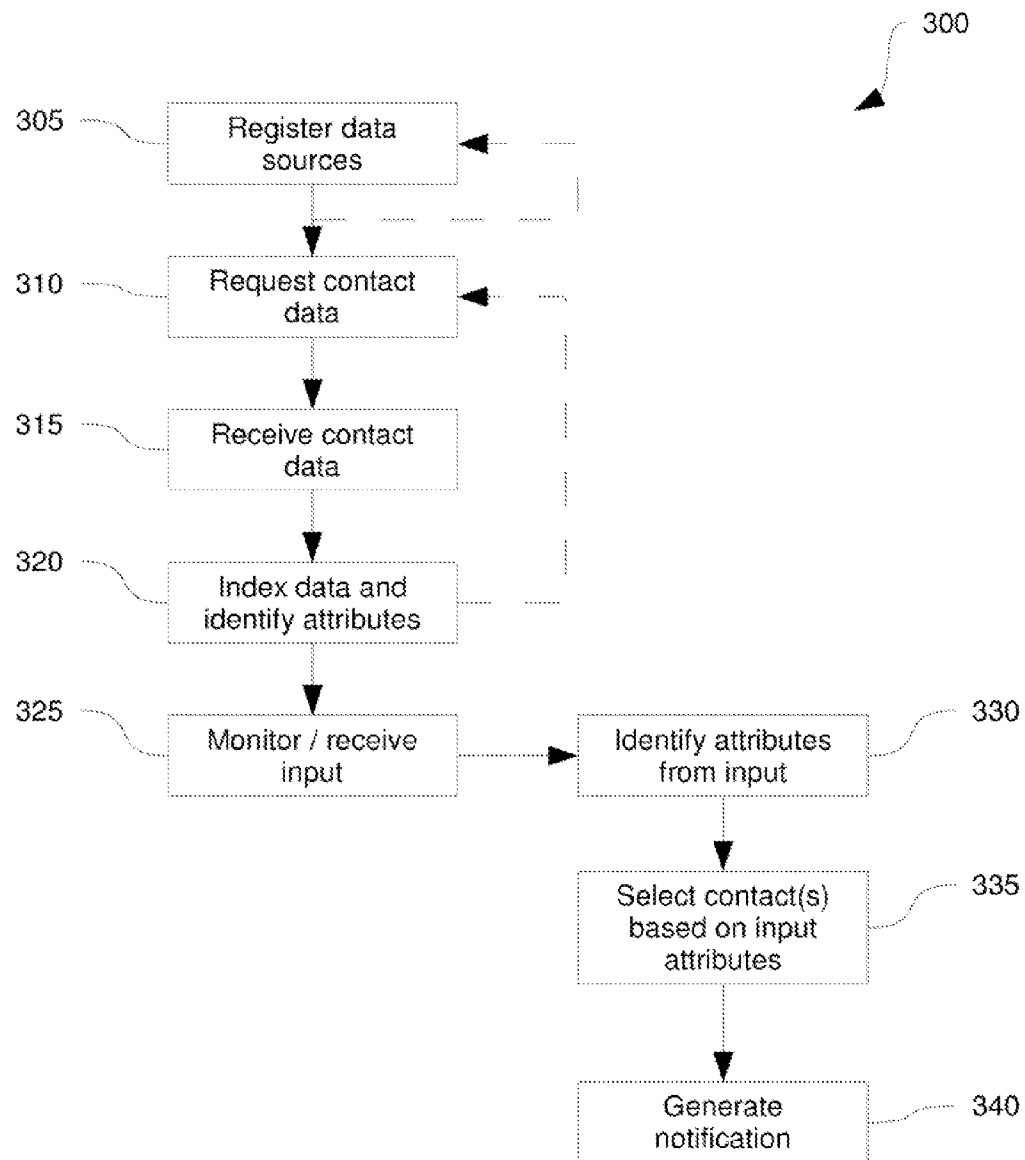 300
305
Register data
sources
310
Request contact
data
315
Receive contact
data
320
Index data and
identify attributes
325
Monitor / receive
input
Identify attributes
from input
330
Select contact(s)
based on input
attributes
335
Generate
notification
340